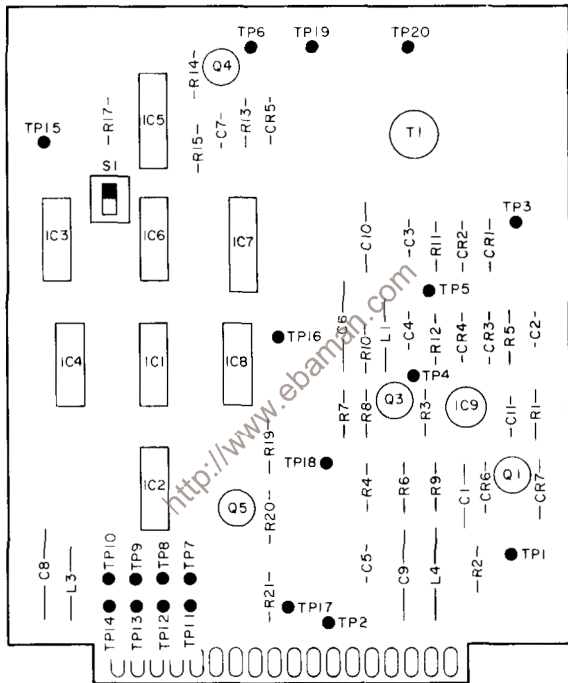 TP6
TP19
TP20
-R14-
Q4
TP15
-R17-
IC5
-R15-
-C7-
-R13-
-CR5-
T1
S1
TP3
IC3
IC6
IC7
C10
-C3-
-R11-
-CR2-
-CR1-
TP5
TP16
C6
-R10-
L1
-C4-
-R12-
-CR4-
-CR3-
-R5-
-C2-
IC4
IC1
IC8
TP4
-R7-
-R8-
Q3
-R3-
IC9
-C11-
-R1-
-R19-
TP18
IC2
Q5
-R20-
-R4-
-R6-
-R9-
C1
-CR6-
Q1
-CR7-
C8
L3
TP10
TP9
TP8
TP7
-C5-
C9
L4
-R2-
TP1
TP14
TP13
TP12
TP11
-R21-
TP17
TP2
http://www.ebaman.com